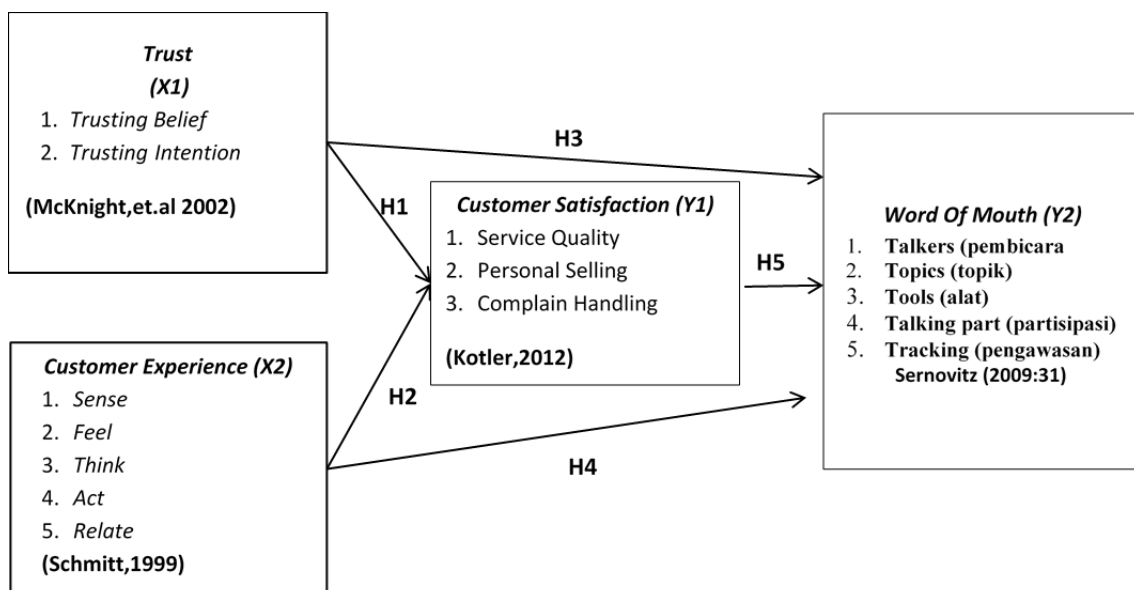 Trust
(X1)
1. Trusting Belief
2. Trusting Intention
(McKnight,et.al 2002)
H3
H1
Customer Satisfaction (Y1)
1. Service Quality
2. Personal Selling
3. Complain Handling
(Kotler,2012)
H5
Word Of Mouth (Y2)
1. Talkers (pembicara
2. Topics (topik)
3. Tools (alat)
4. Talking part (partisipasi)
5. Tracking (pengawasan)
Sernovitz (2009:31)
Customer Experience (X2)
1. Sense
2. Feel
3. Think
4. Act
5. Relate
(Schmitt,1999)
H2
H4